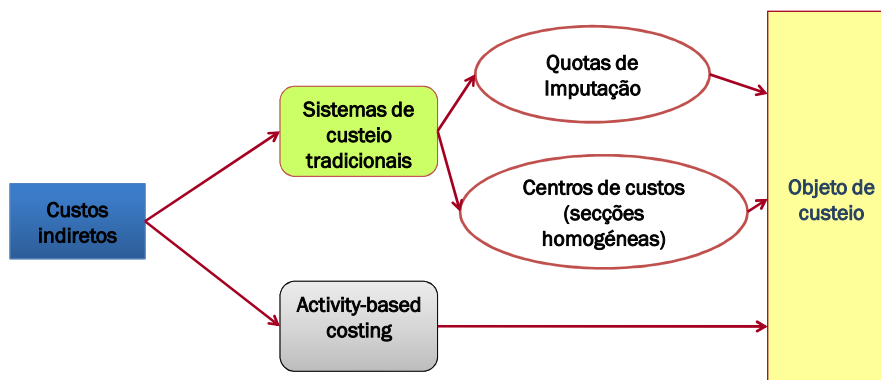 Quotas de
Imputação
Sistemas de
custeio
tradicionais
Centros de custos
(secções
homogéneas)
Objeto de
custeio
Custos
indiretos
Activity-based
costing